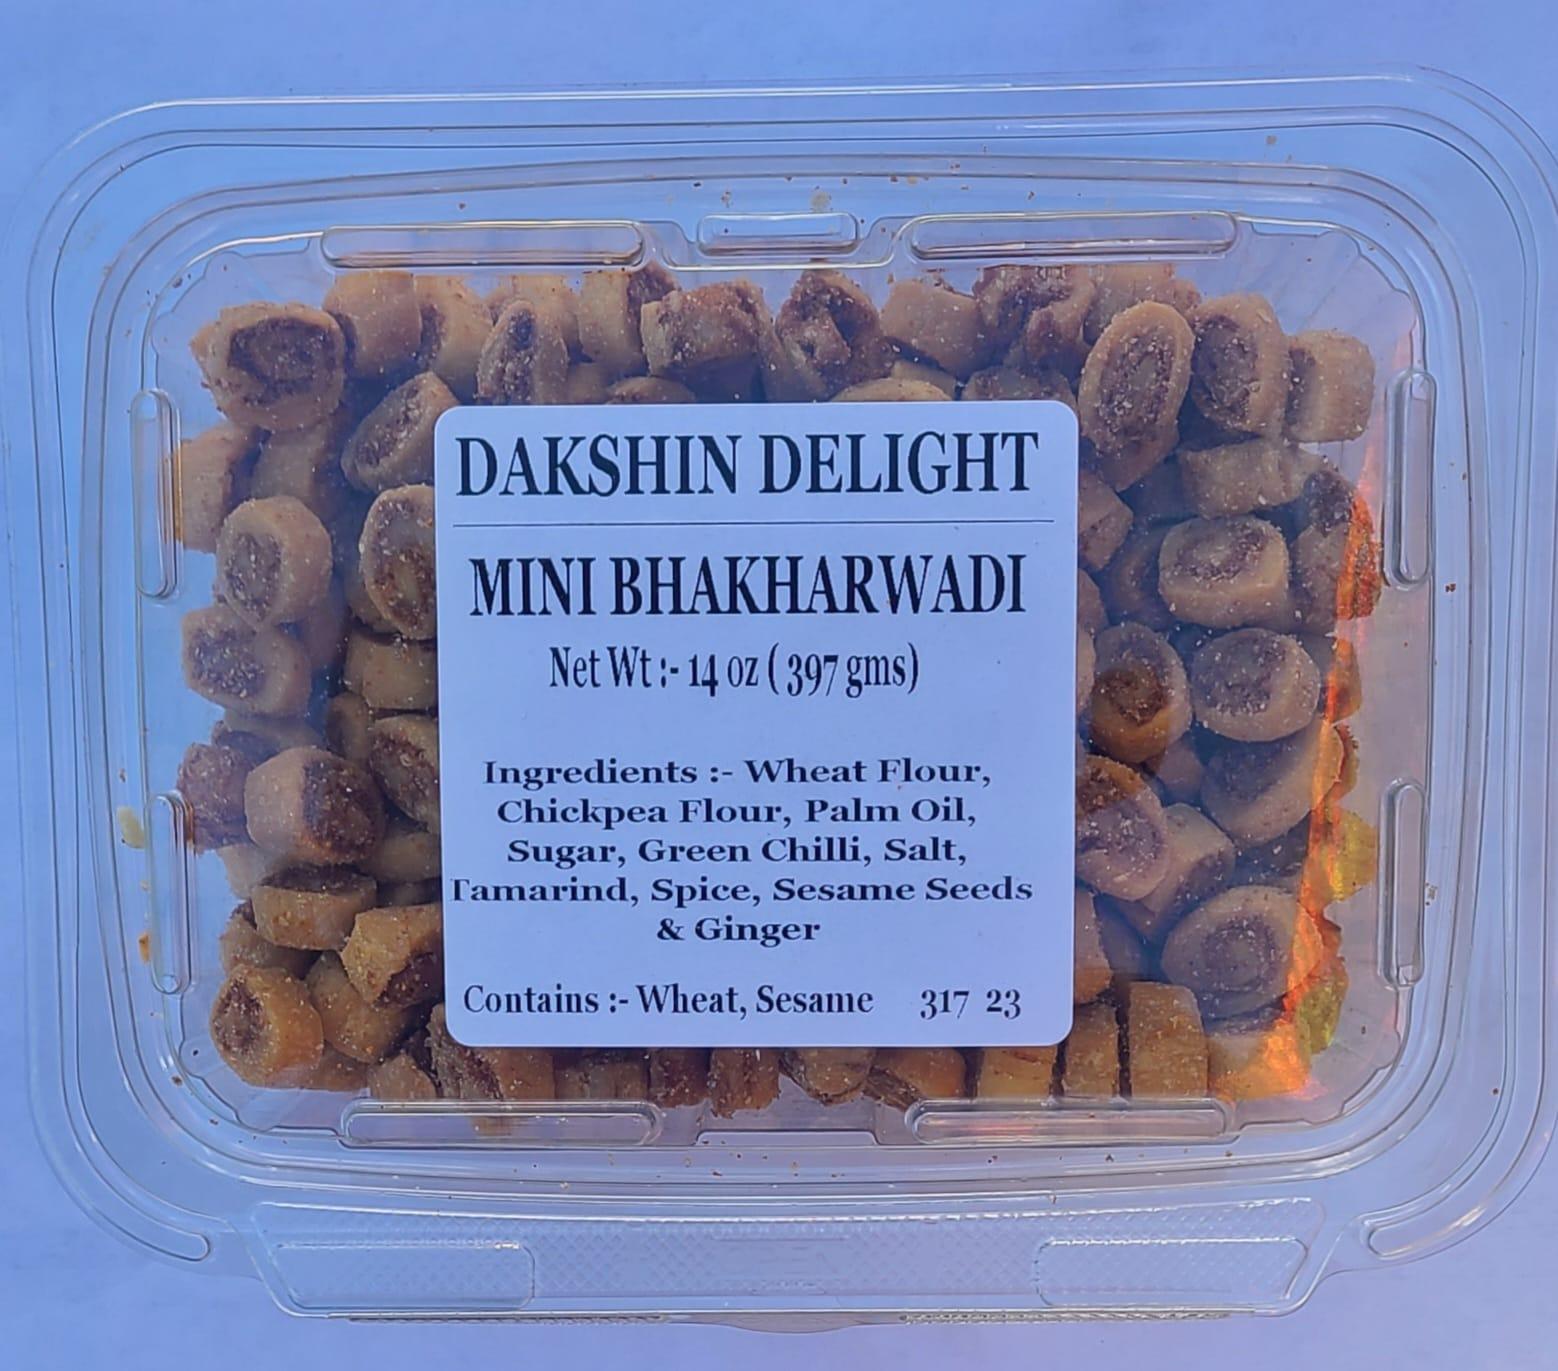 DAKSHIN DELIGHT
MINI BHAKHARWADI
Net Wt :- 14 oz ( 397 gms)
Ingredients :- Wheat Flour,
Chickpea Flour, Palm Oil,
Sugar, Green Chilli, Salt,
Tamarind, Spice, Sesame Seeds
& Ginger
Contains :- Wheat, Sesame 317 23